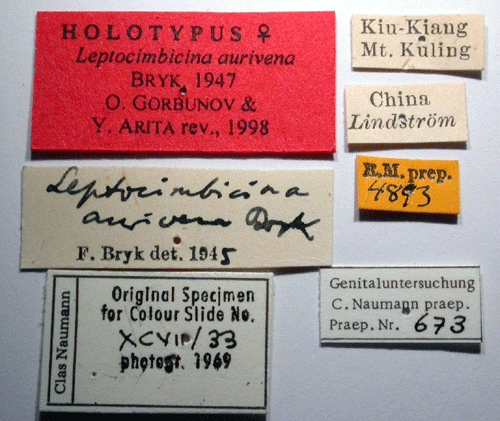 HOLOTYPUS ♀
Leptocimbicina aurivena
BRYK, 1947
O. GORBUNOV &
Y. ARITA rev., 1998
Kiu-Kiang
Mt. Kuling
China
Lindström
R.M. prep.
4893
Leptocimbicina
aurivena Bryk
F. Bryk det. 1945
Clas Naumann
Original Specimen
for Colour Slide No.
XCVII/33
photogr. 1969
Genitaluntersuchung
C. Naumann praep.
Praep. Nr. 673